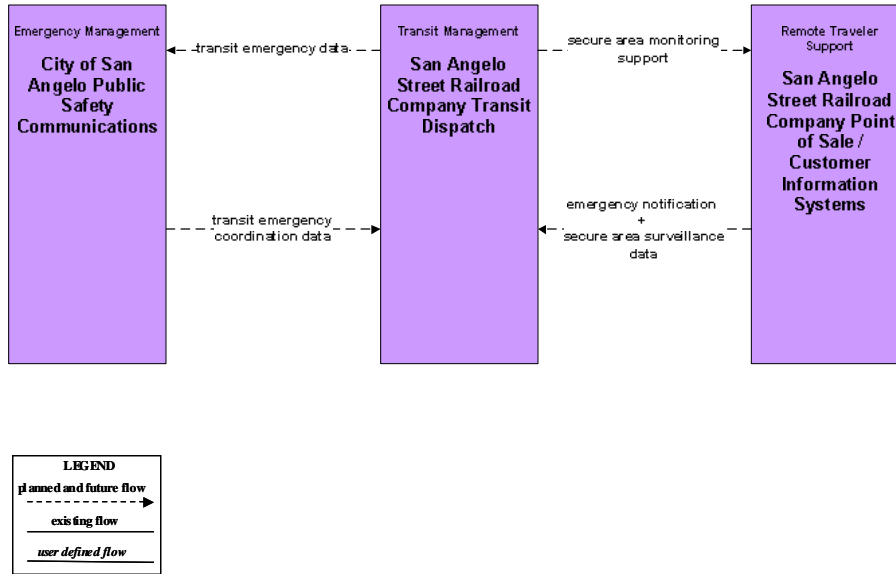 Emergency Management
City of San
Angelo Public
Safety
Communications
transit emergency data
transit emergency
coordination data
Transit Management
San Angelo
Street Railroad
Company Transit
Dispatch
secure area monitoring
support
emergency notification
+
secure area surveillance
data
Remote Traveler
Support
San Angelo
Street Railroad
Company Point
of Sale /
Customer
Information
Systems
LEGEND
planned and future flow
existing flow
user defined flow